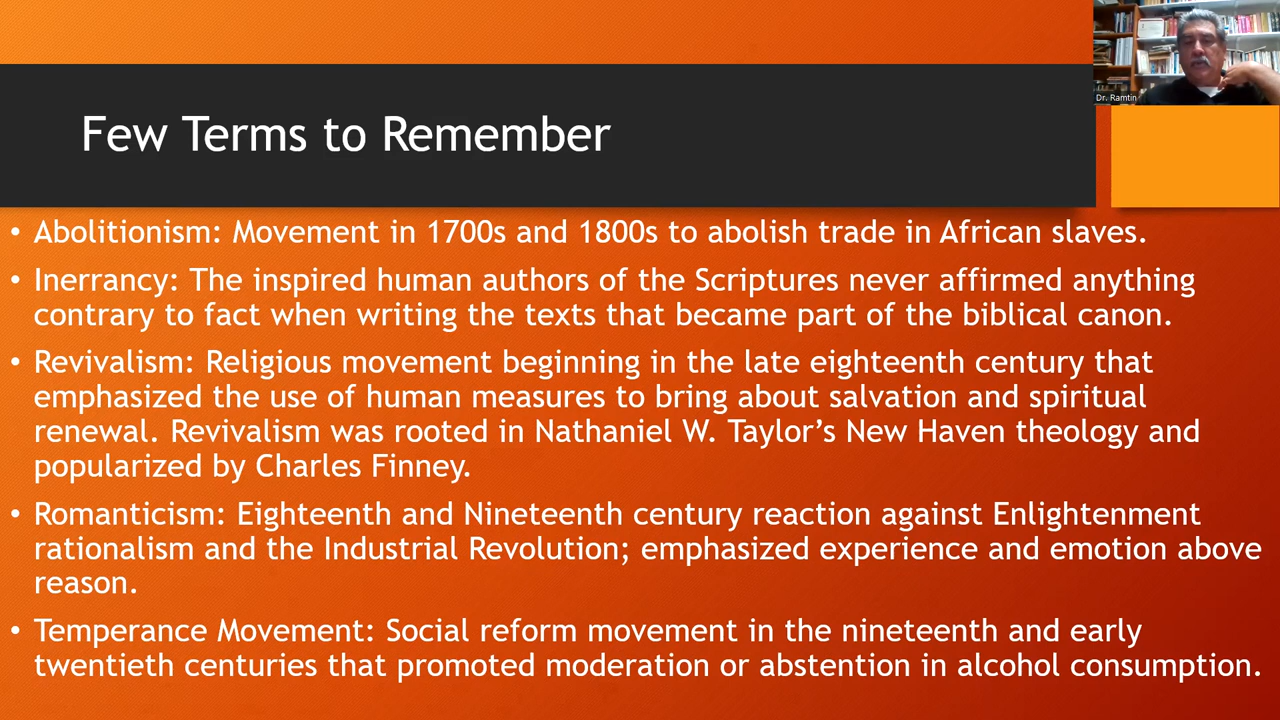 Dr. Ramtin
Few Terms to Remember
• Abolitionism: Movement in 1700s and 1800s to abolish trade in African slaves.
• Inerrancy: The inspired human authors of the Scriptures never affirmed anything
contrary to fact when writing the texts that became part of the biblical canon.
• Revivalism: Religious movement beginning in the late eighteenth century that
emphasized the use of human measures to bring about salvation and spiritual
renewal. Revivalism was rooted in Nathaniel W. Taylor’s New Haven theology and
popularized by Charles Finney.
• Romanticism: Eighteenth and Nineteenth century reaction against Enlightenment
rationalism and the Industrial Revolution; emphasized experience and emotion above
reason.
• Temperance Movement: Social reform movement in the nineteenth and early
twentieth centuries that promoted moderation or abstention in alcohol consumption.